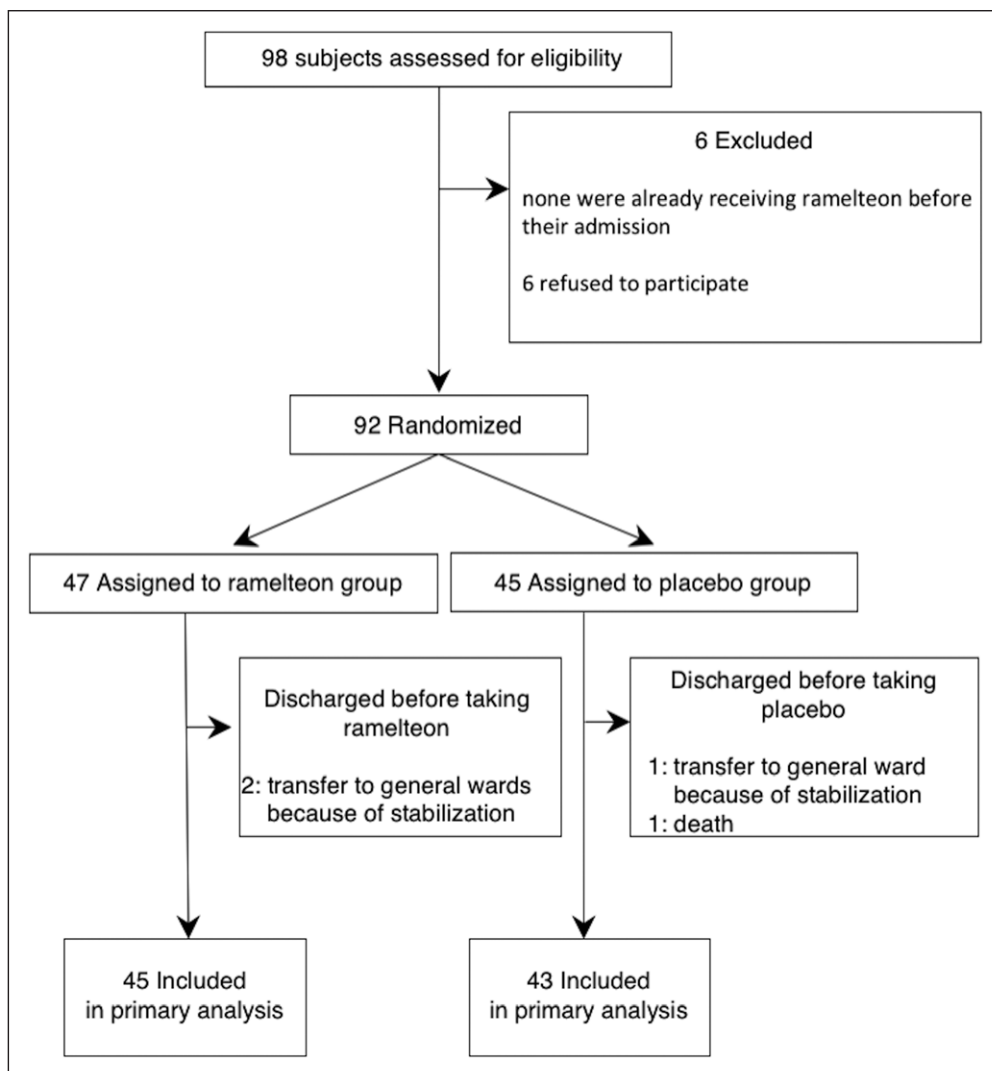 98 subjects assessed for eligibility
6 Excluded
none were already receiving ramelteon before
their admission
6 refused to participate
92 Randomized
47 Assigned to ramelteon group
45 Assigned to placebo group
Discharged before taking
ramelteon
2: transfer to general wards
because of stabilization
Discharged before taking
placebo
1: transfer to general ward
because of stabilization
1: death
45 Included
in primary analysis
43 Included
in primary analysis